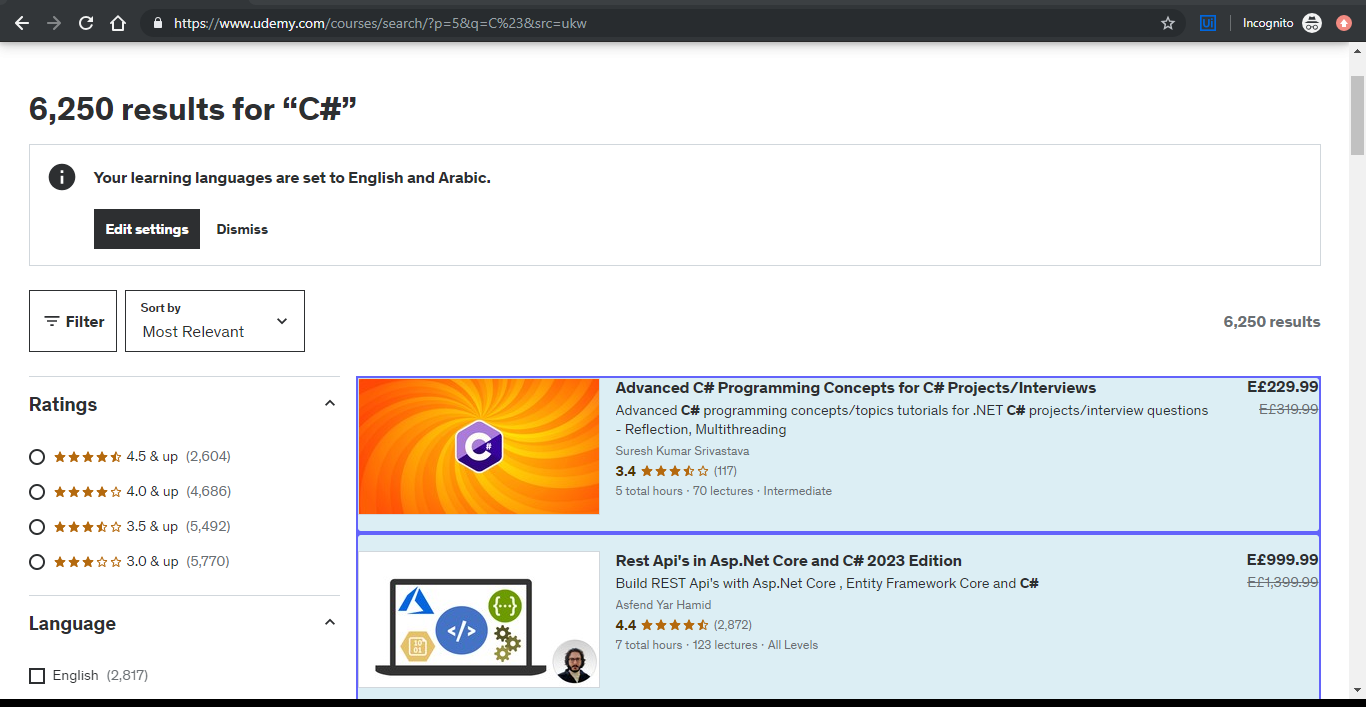 https://www.udemy.com/courses/search/?p=5&q=C%23&src=ukw
Ui
Incognito
6,250 results for “C#”
Your learning languages are set to English and Arabic.
Edit settings
Dismiss
Filter
Sort by
Most Relevant
6,250 results
Ratings
4.5 & up (2,604)
4.0 & up (4,686)
3.5 & up (5,492)
3.0 & up (5,770)
Language
English (2,817)
C#
Advanced C# Programming Concepts for C# Projects/Interviews
E£229.99
Advanced C# programming concepts/topics tutorials for .NET C# projects/interview questions
- Reflection, Multithreading
E£319.99
Suresh Kumar Srivastava
3.4 (117)
5 total hours · 70 lectures · Intermediate
{···}
</>
10
01
Rest Api's in Asp.Net Core and C# 2023 Edition
E£999.99
Build REST Api's with Asp.Net Core , Entity Framework Core and C#
E£1,399.99
Asfend Yar Hamid
4.4 (2,872)
7 total hours · 123 lectures · All Levels